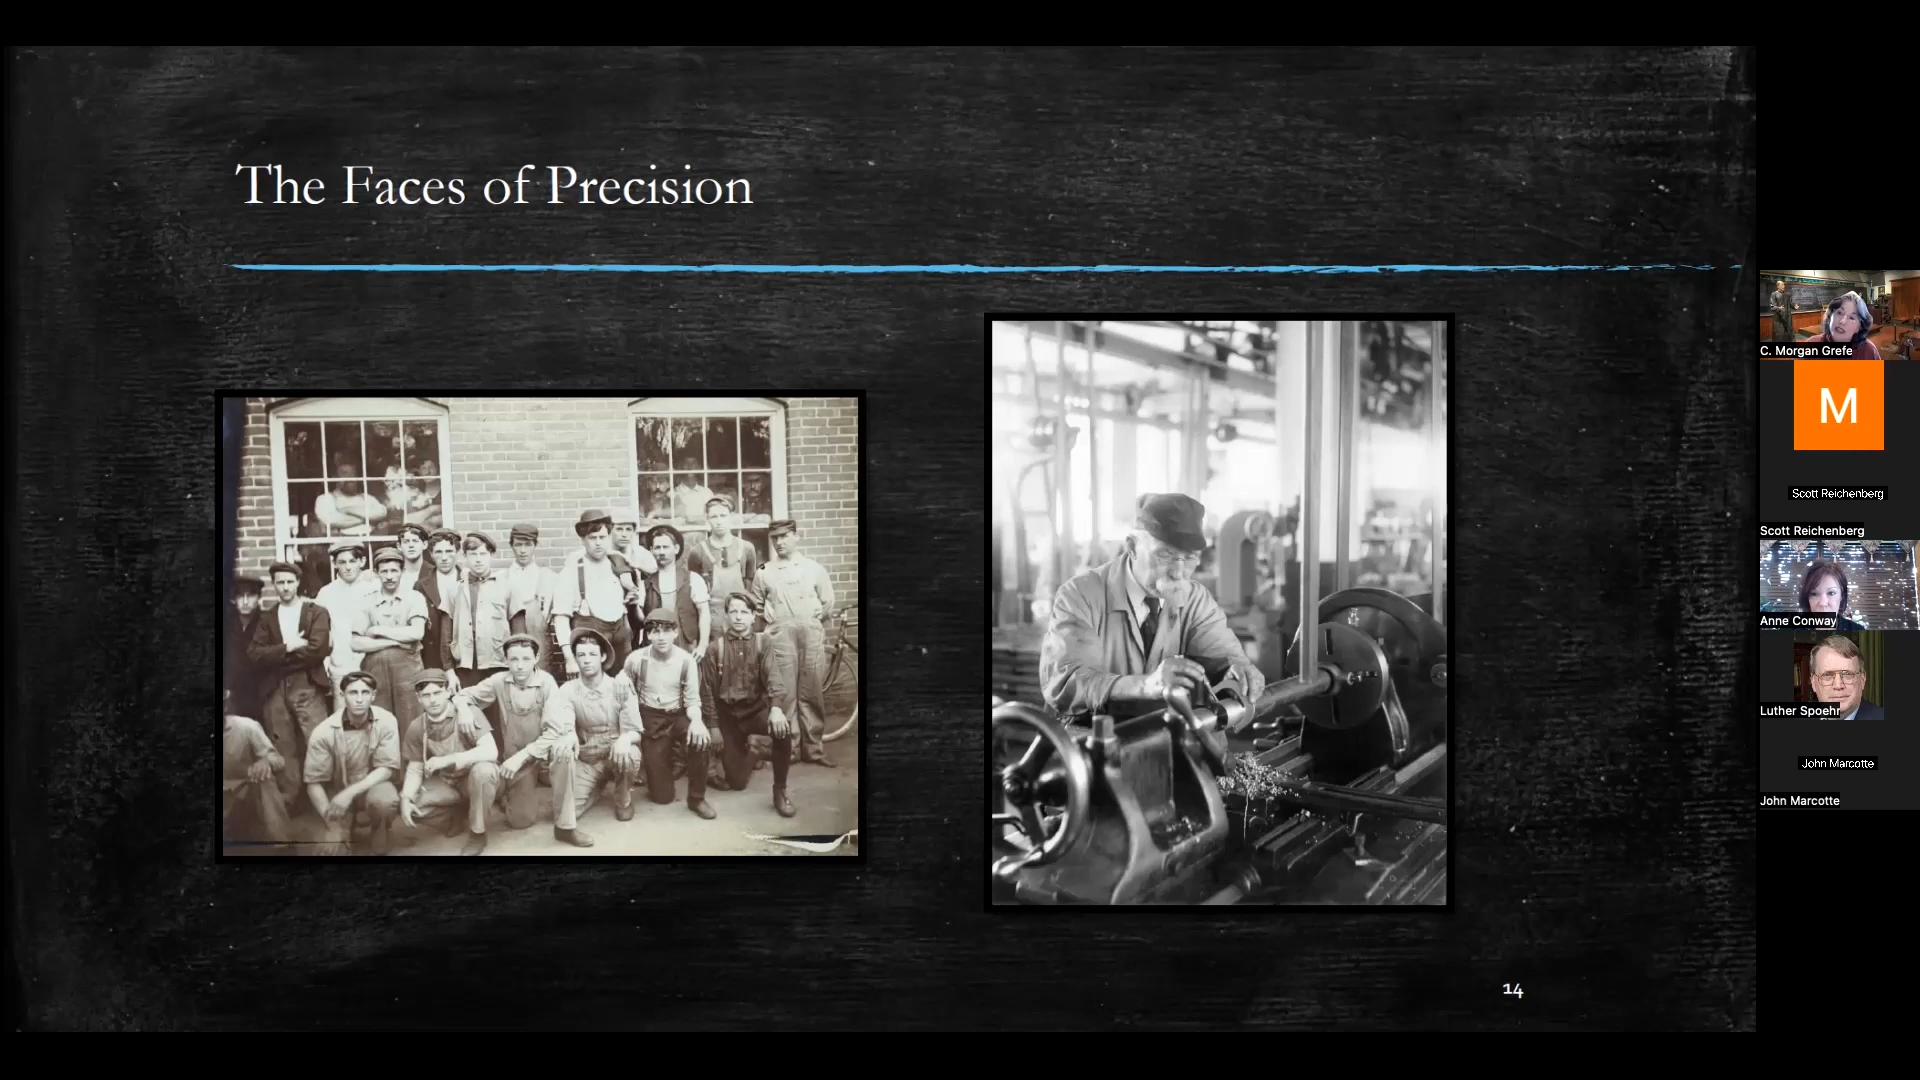 The Faces of Precision
14
C. Morgan Grefe
M
Scott Reichenberg
Scott Reichenberg
Anne Conway
Luther Spoehr
John Marcotte
John Marcotte